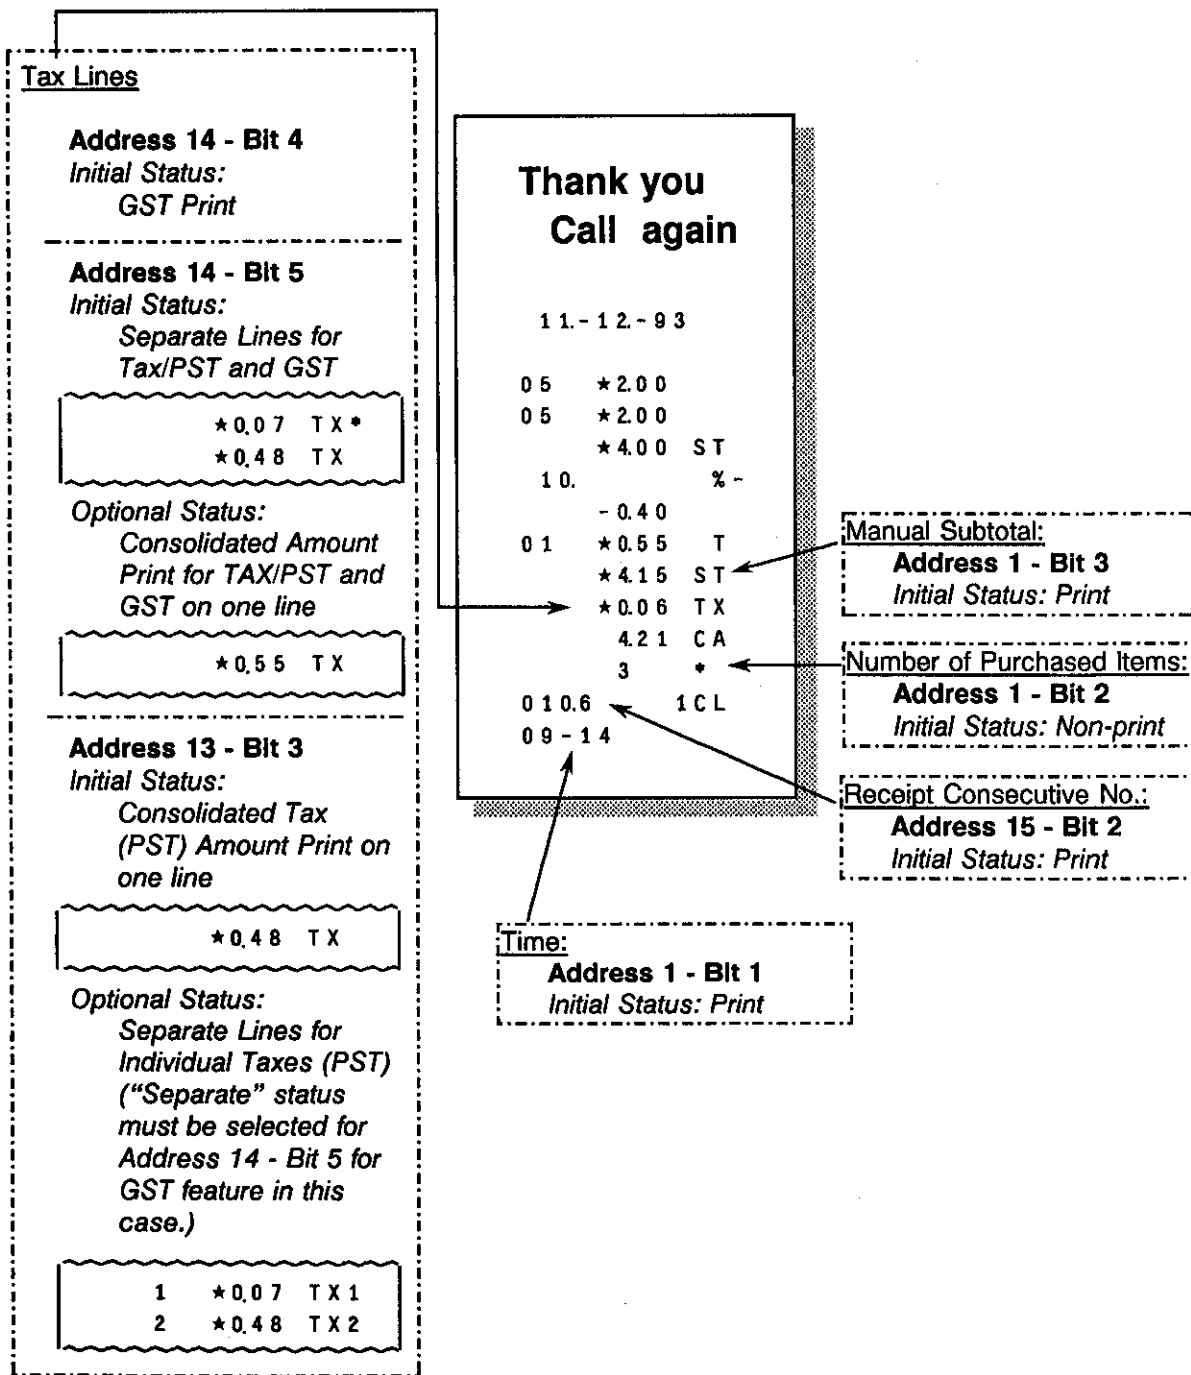 Tax Lines
Address 14 - Bit 4
Initial Status:
GST Print
Address 14 - Bit 5
Initial Status:
Separate Lines for
Tax/PST and GST
★0.07 TX*
★0.48 TX
Optional Status:
Consolidated Amount
Print for TAX/PST and
GST on one line
★0.55 TX
Address 13 - Bit 3
Initial Status:
Consolidated Tax
(PST) Amount Print on
one line
★0.48 TX
Optional Status:
Separate Lines for
Individual Taxes (PST)
("Separate" status
must be selected for
Address 14 - Bit 5 for
GST feature in this
case.)
1 ★0.07 TX1
2 ★0.48 TX2
Thank you
Call again
11.-12.-93
05 ★2.00
05 ★2.00
★4.00 ST
10. %-
-0.40
01 ★0.55 T
★4.15 ST
★0.06 TX
4.21 CA
3 *
010.6 1CL
09-14
Manual Subtotal:
Address 1 - Bit 3
Initial Status: Print
Number of Purchased Items:
Address 1 - Bit 2
Initial Status: Non-print
Receipt Consecutive No.:
Address 15 - Bit 2
Initial Status: Print
Time:
Address 1 - Bit 1
Initial Status: Print